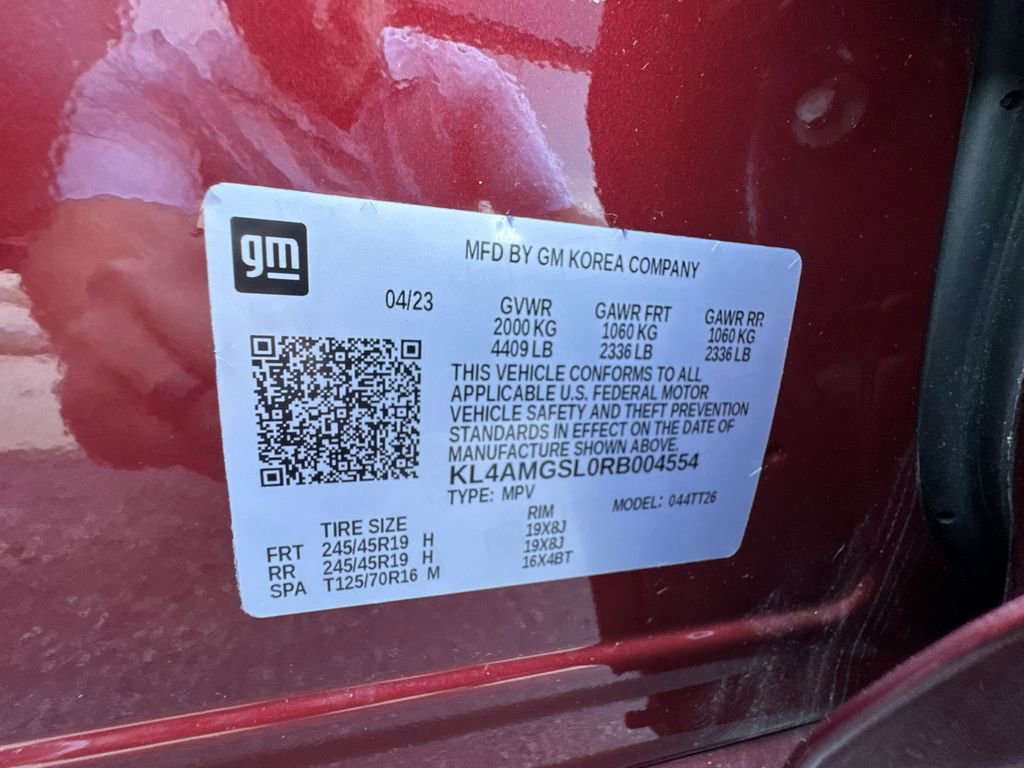 gm
MFD BY GM KOREA COMPANY
04/23 GVWR GAWR FRT GAWR RR
2000 KG 1060 KG 1060 KG
4409 LB 2336 LB 2336 LB
THIS VEHICLE CONFORMS TO ALL
APPLICABLE U.S. FEDERAL MOTOR
VEHICLE SAFETY AND THEFT PREVENTION
STANDARDS IN EFFECT ON THE DATE OF
MANUFACTURE SHOWN ABOVE.
KL4AMGSL0RB004554
TYPE: MPV MODEL: 044TT26
TIRE SIZE RIM
FRT 245/45R19 H 19X8J
RR 245/45R19 H 19X8J
SPA T125/70R16 M 16X4BT